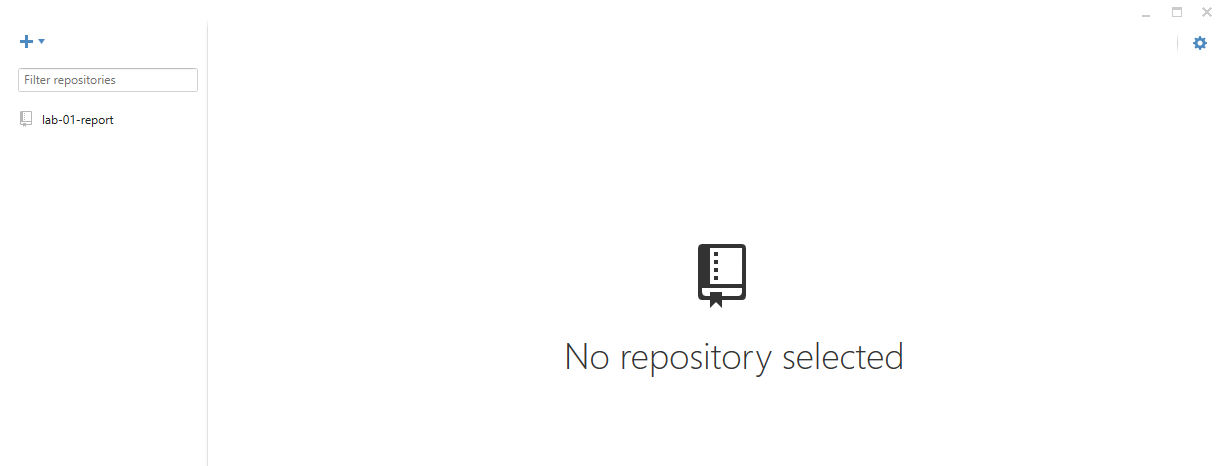 Filter repositories
lab-01-report
No repository selected